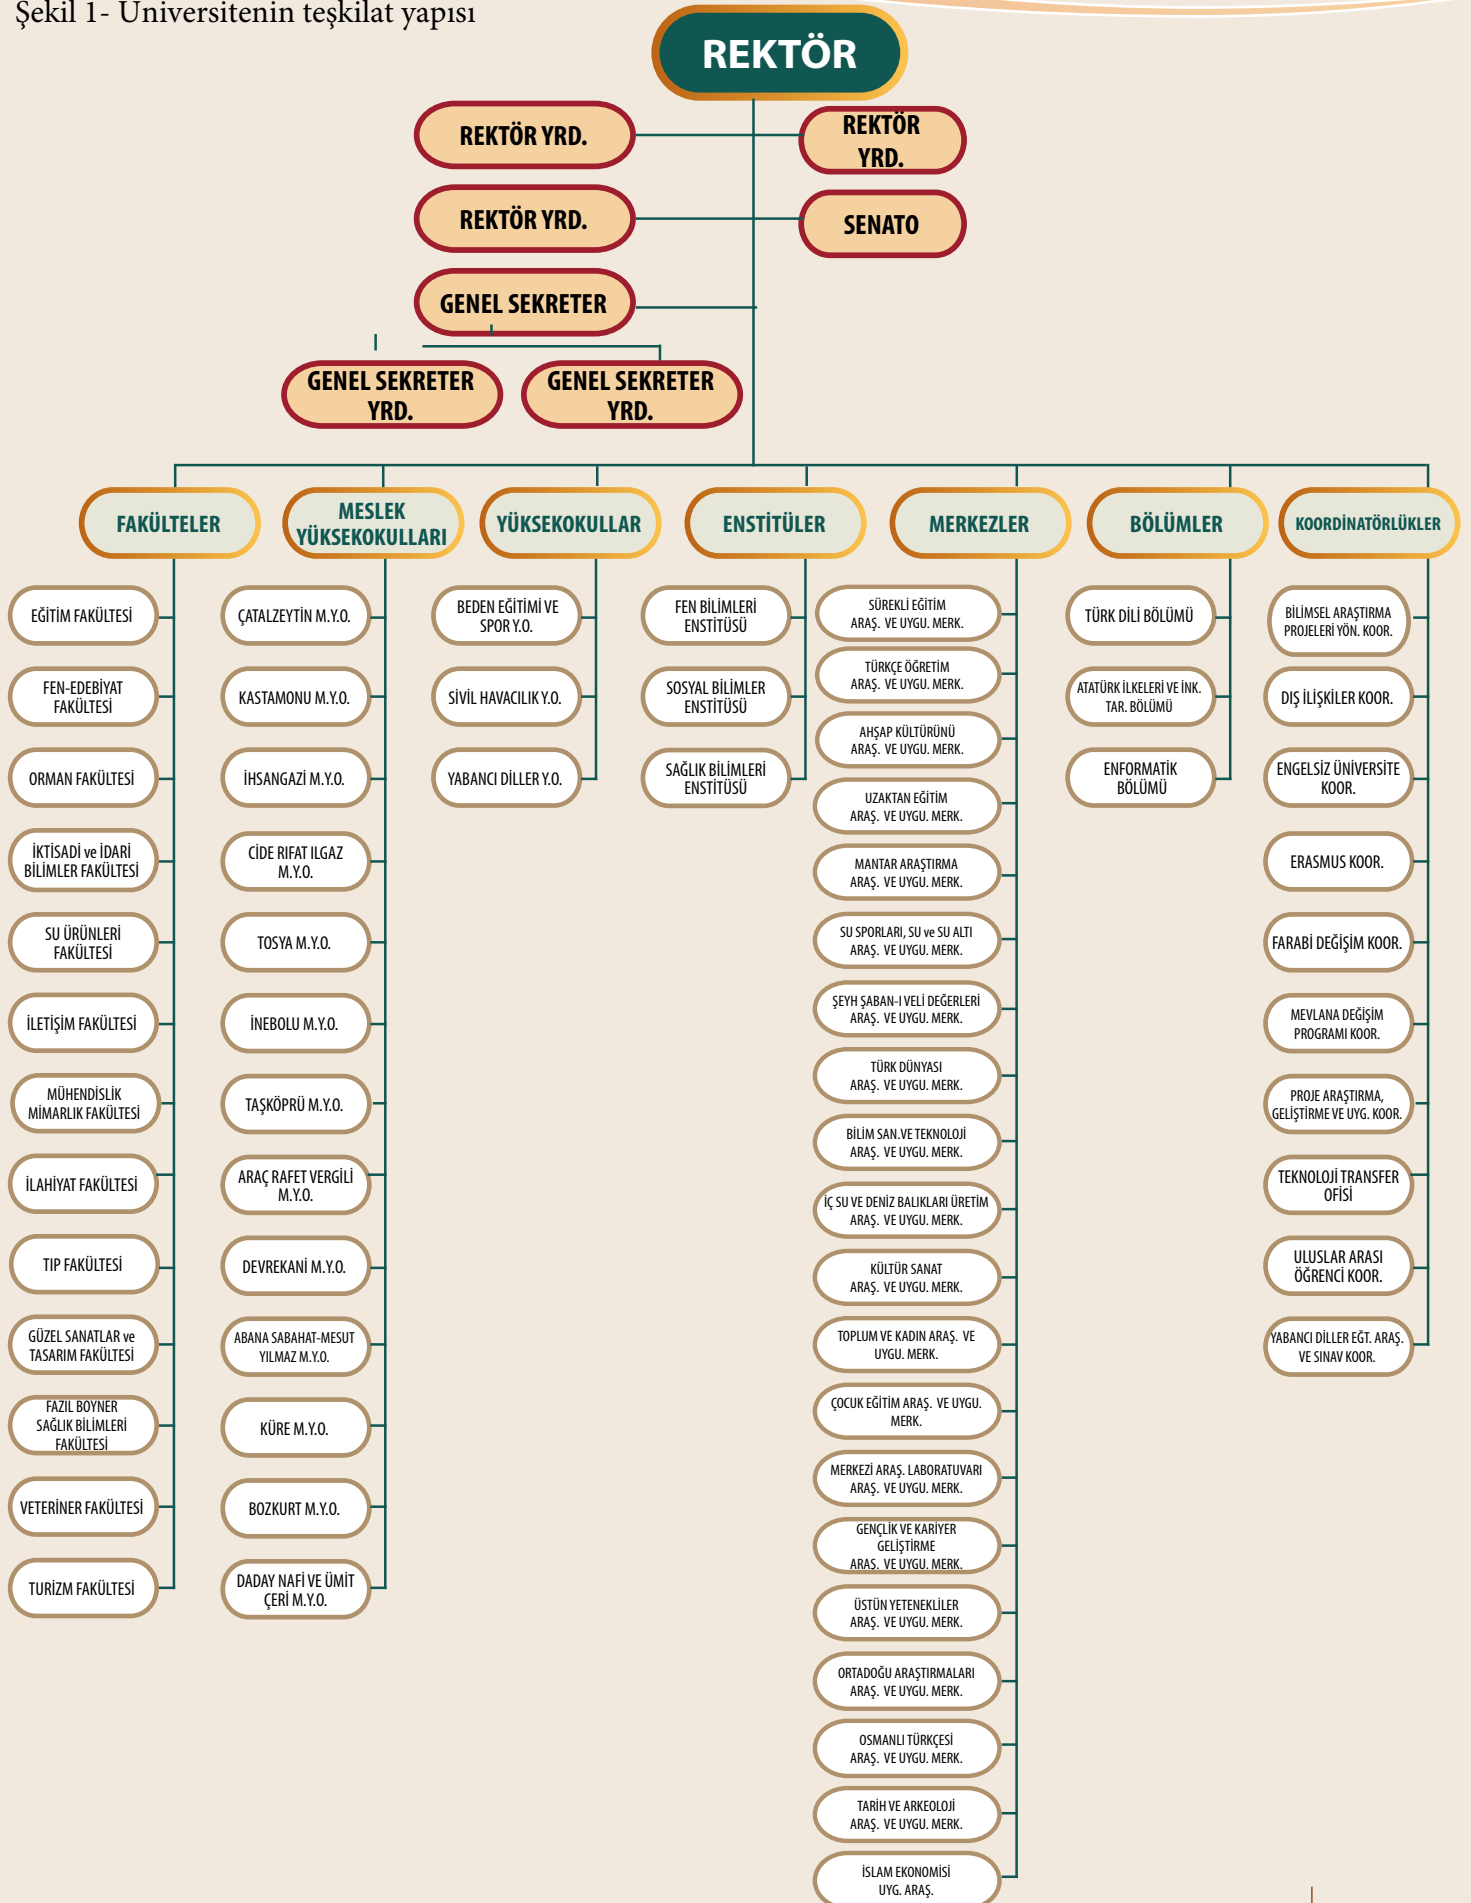 Şekil 1- Üniversitenin teşkilat yapısı
REKTÖR
REKTÖR YRD.
REKTÖR
YRD.
REKTÖR YRD.
SENATO
GENEL SEKRETER
GENEL SEKRETER
YRD.
GENEL SEKRETER
YRD.
FAKÜLTELER
MESLEK
YÜKSEKOKULLARI
YÜKSEKOKULLAR
ENSTİTÜLER
MERKEZLER
BÖLÜMLER
KOORDİNATÖRLÜKLER
EĞİTİM FAKÜLTESİ
FEN-EDEBİYAT
FAKÜLTESİ
ORMAN FAKÜLTESİ
İKTİSADİ ve İDARİ
BİLİMLER FAKÜLTESİ
SU ÜRÜNLERİ
FAKÜLTESİ
İLETİŞİM FAKÜLTESİ
MÜHENDİSLİK
MİMARLIK FAKÜLTESİ
İLAHİYAT FAKÜLTESİ
TIP FAKÜLTESİ
GÜZEL SANATLAR ve
TASARIM FAKÜLTESİ
FAZIL BOYNER
SAĞLIK BİLİMLERİ
FAKÜLTESİ
VETERİNER FAKÜLTESİ
TURİZM FAKÜLTESİ
ÇATALZEYTİN M.Y.O.
KASTAMONU M.Y.O.
İHSANGAZİ M.Y.O.
CİDE RIFAT ILGAZ
M.Y.O.
TOSYA M.Y.O.
İNEBOLU M.Y.O.
TAŞKÖPRÜ M.Y.O.
ARAÇ RAFET VERGİLİ
M.Y.O.
DEVREKANİ M.Y.O.
ABANA SABAHAT-MESUT
YILMAZ M.Y.O.
KÜRE M.Y.O.
BOZKURT M.Y.O.
DADAY NAFİ VE ÜMİT
ÇERİ M.Y.O.
BEDEN EĞİTİMİ VE
SPOR Y.O.
SİVİL HAVACILIK Y.O.
YABANCI DİLLER Y.O.
FEN BİLİMLERİ
ENSTİTÜSÜ
SOSYAL BİLİMLER
ENSTİTÜSÜ
SAĞLIK BİLİMLERİ
ENSTİTÜSÜ
SÜREKLİ EĞİTİM
ARAŞ. VE UYGU. MERK.
TÜRKÇE ÖĞRETİM
ARAŞ. VE UYGU. MERK.
AHŞAP KÜLTÜRÜNÜ
ARAŞ. VE UYGU. MERK.
UZAKTAN EĞİTİM
ARAŞ. VE UYGU. MERK.
MANTAR ARAŞTIRMA
ARAŞ. VE UYGU. MERK.
SU SPORLARI, SU ve SU ALTI
ARAŞ. VE UYGU. MERK.
ŞEYH ŞABAN-I VELİ DEĞERLERİ
ARAŞ. VE UYGU. MERK.
TÜRK DÜNYASI
ARAŞ. VE UYGU. MERK.
BİLİM SAN.VE TEKNOLOJİ
ARAŞ. VE UYGU. MERK.
İÇ SU VE DENİZ BALIKLARI ÜRETİM
ARAŞ. VE UYGU. MERK.
KÜLTÜR SANAT
ARAŞ. VE UYGU. MERK.
TOPLUM VE KADIN ARAŞ. VE
UYGU. MERK.
ÇOCUK EĞİTİM ARAŞ. VE UYGU.
MERK.
MERKEZİ ARAŞ. LABORATUVARI
ARAŞ. VE UYGU. MERK.
GENÇLİK VE KARİYER
GELİŞTİRME
ARAŞ. VE UYGU. MERK.
ÜSTÜN YETENEKLİLER
ARAŞ. VE UYGU. MERK.
ORTADOĞU ARAŞTIRMALARI
ARAŞ. VE UYGU. MERK.
OSMANLI TÜRKÇESİ
ARAŞ. VE UYGU. MERK.
TARİH VE ARKEOLOJİ
ARAŞ. VE UYGU. MERK.
İSLAM EKONOMİSİ
UYG. ARAŞ.
TÜRK DİLİ BÖLÜMÜ
ATATÜRK İLKELERİ VE İNK.
TAR. BÖLÜMÜ
ENFORMATİK
BÖLÜMÜ
BİLİMSEL ARAŞTIRMA
PROJELERİ YÖN. KOOR.
DIŞ İLİŞKİLER KOOR.
ENGELSİZ ÜNİVERSİTE
KOOR.
ERASMUS KOOR.
FARABİ DEĞİŞİM KOOR.
MEVLANA DEĞİŞİM
PROGRAMI KOOR.
PROJE ARAŞTIRMA,
GELİŞTİRME VE UYG. KOOR.
TEKNOLOJİ TRANSFER
OFİSİ
ULUSLAR ARASI
ÖĞRENCİ KOOR.
YABANCI DİLLER EĞT. ARAŞ.
VE SINAV KOOR.